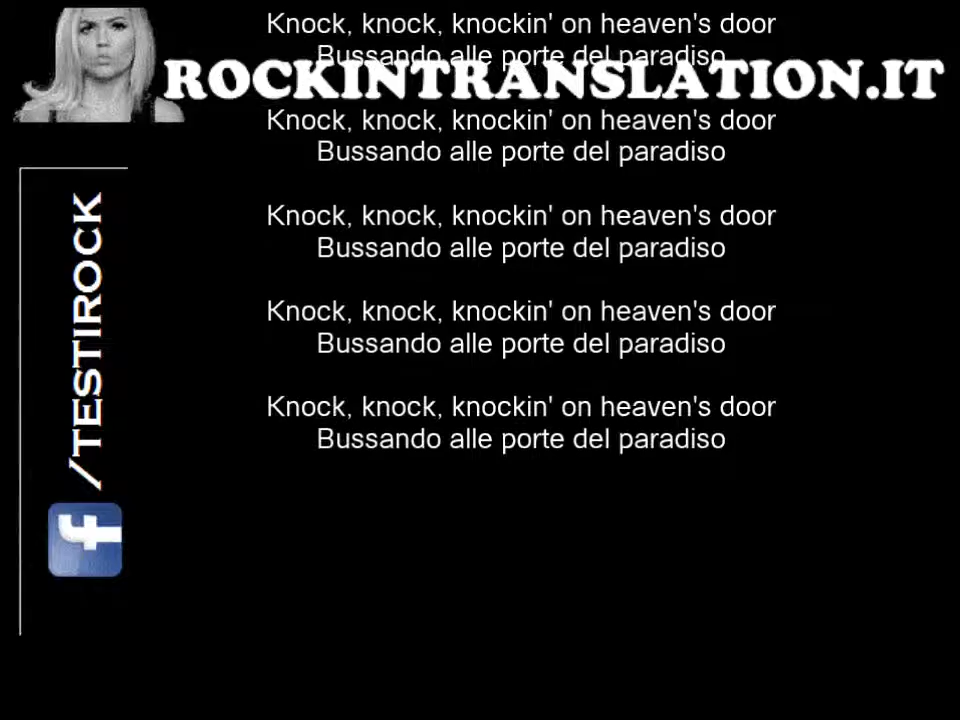 Knock, knock, knockin' on heaven's door
Bussando alle porte del paradiso
ROCKINTRANSLATION.IT
Knock, knock, knockin' on heaven's door
Bussando alle porte del paradiso
Knock, knock, knockin' on heaven's door
Bussando alle porte del paradiso
Knock, knock, knockin' on heaven's door
Bussando alle porte del paradiso
Knock, knock, knockin' on heaven's door
Bussando alle porte del paradiso
/TESTIROCK
f